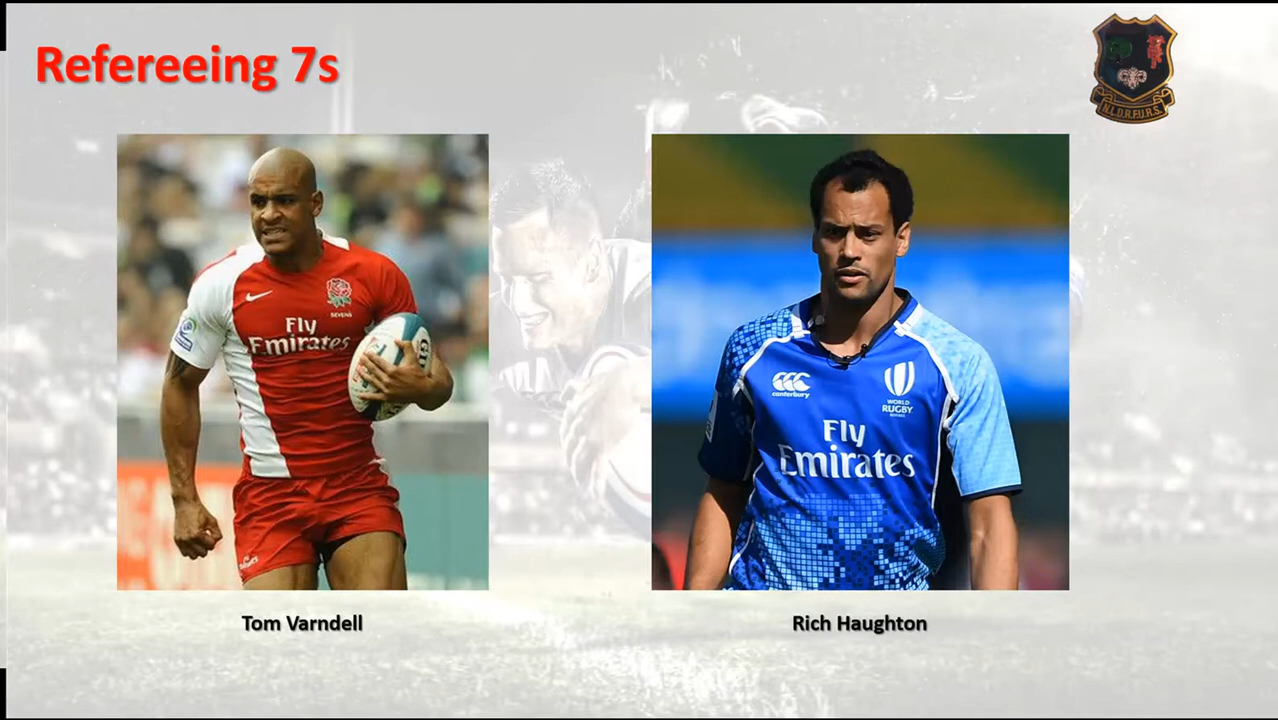 Refereeing 7s
N.L.D.R.F.U.R.S.
SEVENS
Fly
Emirates
canterbury
WORLD
RUGBY
Fly
Emirates
Tom Varndell
Rich Haughton